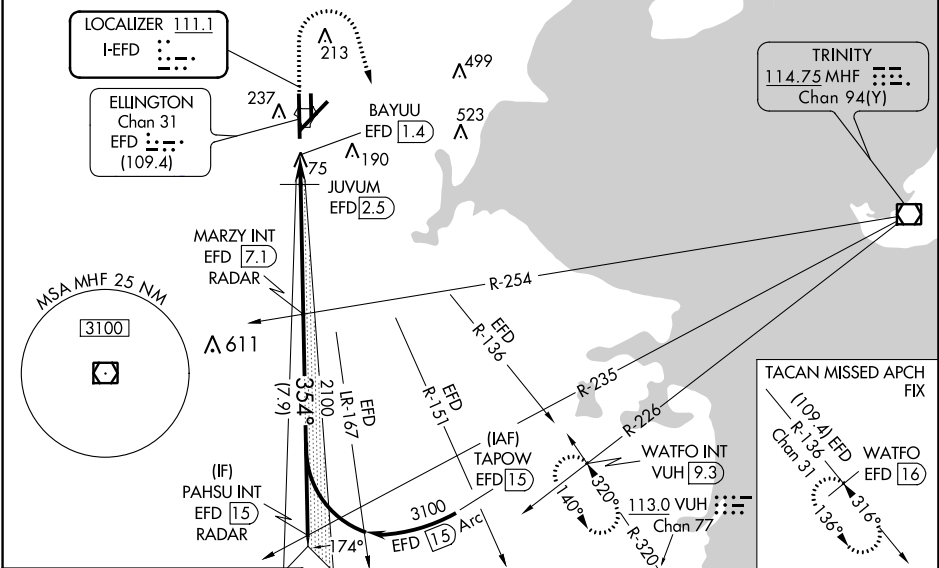 LOCALIZER 111.1
I-EFD
ELLINGTON
Chan 31
EFD
(109.4)
213
499
237
BAYUU
EFD 1.4
523
190
75
JUVUM
EFD 2.5
TRINITY
114.75 MHF
Chan 94(Y)
MARZY INT
EFD 7.1
RADAR
R-254
MSA MHF 25 NM
3100
611
EFD
R-136
R-235
R-226
354°
(7.9)
2100
EFD
LR-167
EFD
R-151
(IAF)
TAPOW
EFD 15
(IF)
PAHSU INT
EFD 15
RADAR
174°
3100
EFD 15 Arc
WATFO INT
VUH 9.3
140°
320°
R-320
113.0 VUH
Chan 77
TACAN MISSED APCH
FIX
(109.4) EFD
R-136
Chan 31
WATFO
EFD 16
136°
316°